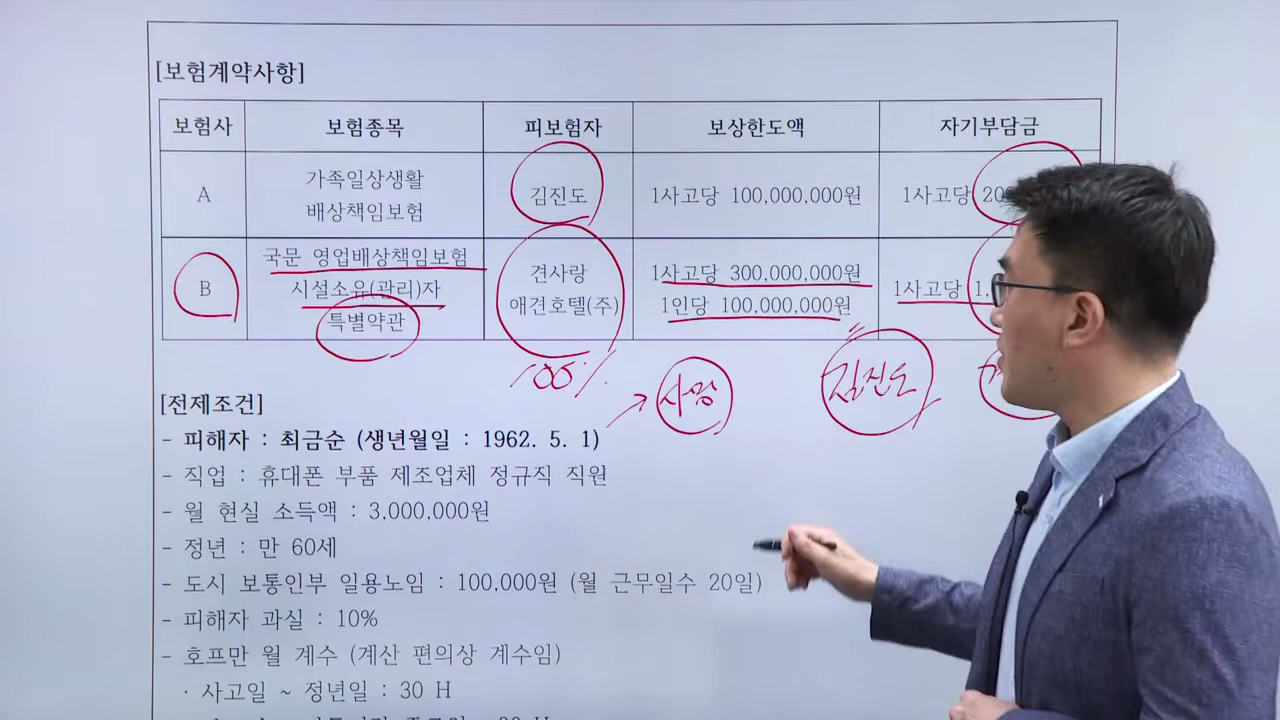 [보험계약사항]
보험사 보험종목 피보험자 보상한도액 자기부담금
A 가족일상생활 배상책임보험 김진도 1사고당 100,000,000원 1사고당
B 국문 영업배상책임보험 시설소유(관리)자 특별약관 견사랑 애견호텔(주) 1사고당 300,000,000원 1인당 100,000,000원 1사고당
100% 사망 김진도
[전제조건]
- 피해자 : 최금순 (생년월일 : 1962. 5. 1)
- 직업 : 휴대폰 부품 제조업체 정규직 직원
- 월 현실 소득액 : 3,000,000원
- 정년 : 만 60세
- 도시 보통인부 일용노임 : 100,000원 (월 근무일수 20일)
- 피해자 과실 : 10%
- 호프만 월 계수 (계산 편의상 계수임)
· 사고일 ~ 정년일 : 30 H